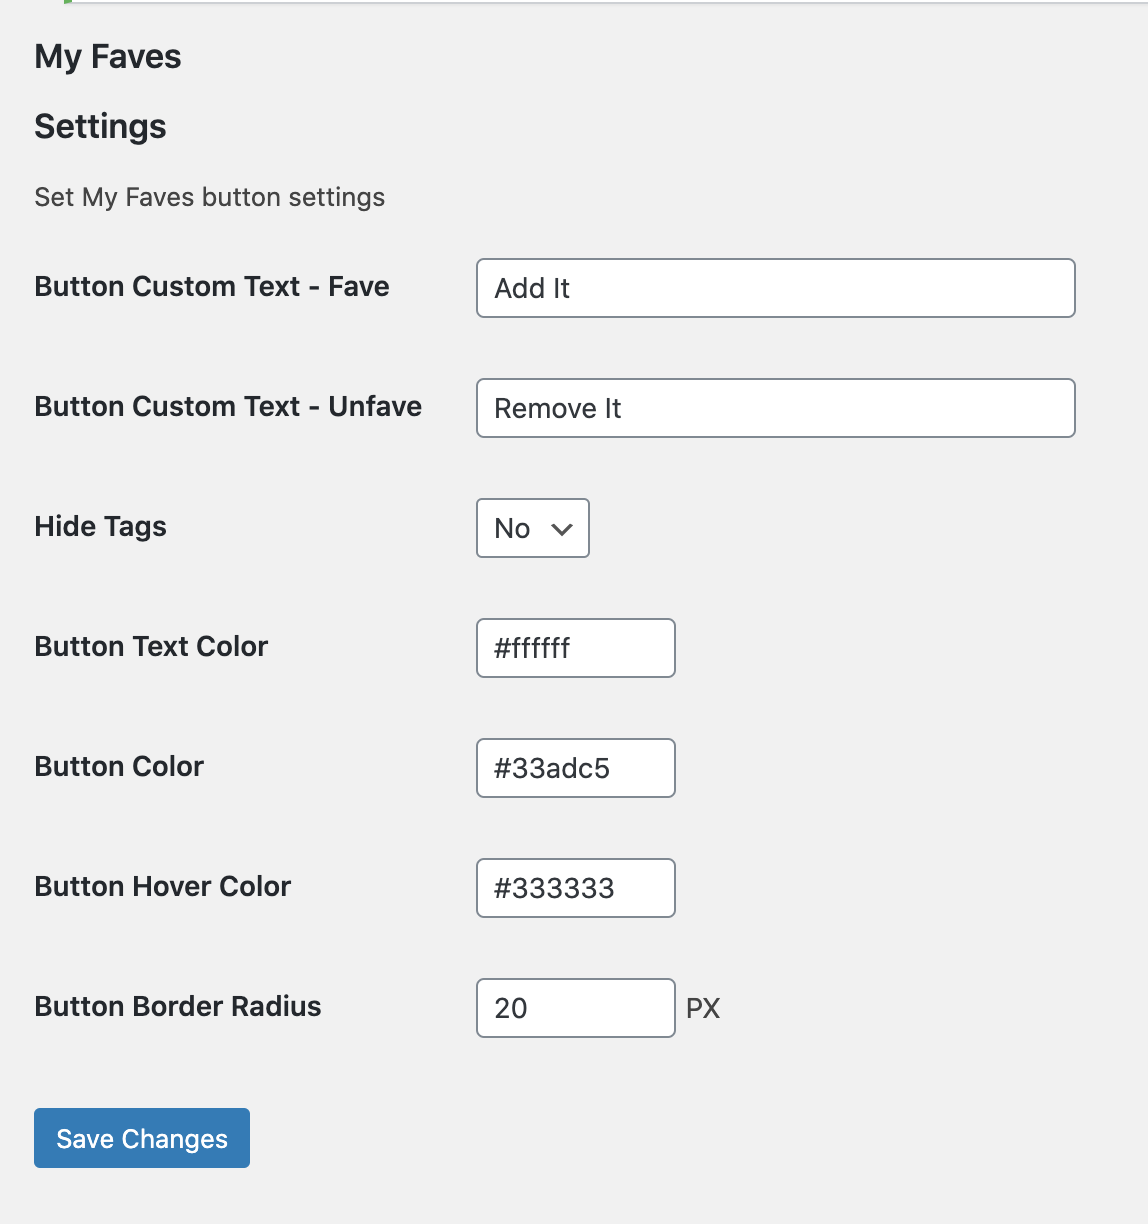 My Faves
Settings
Set My Faves button settings
Button Custom Text - Fave
Add It
Button Custom Text - Unfave
Remove It
Hide Tags
No
Button Text Color
#ffffff
Button Color
#33adc5
Button Hover Color
#333333
Button Border Radius
20 PX
Save Changes